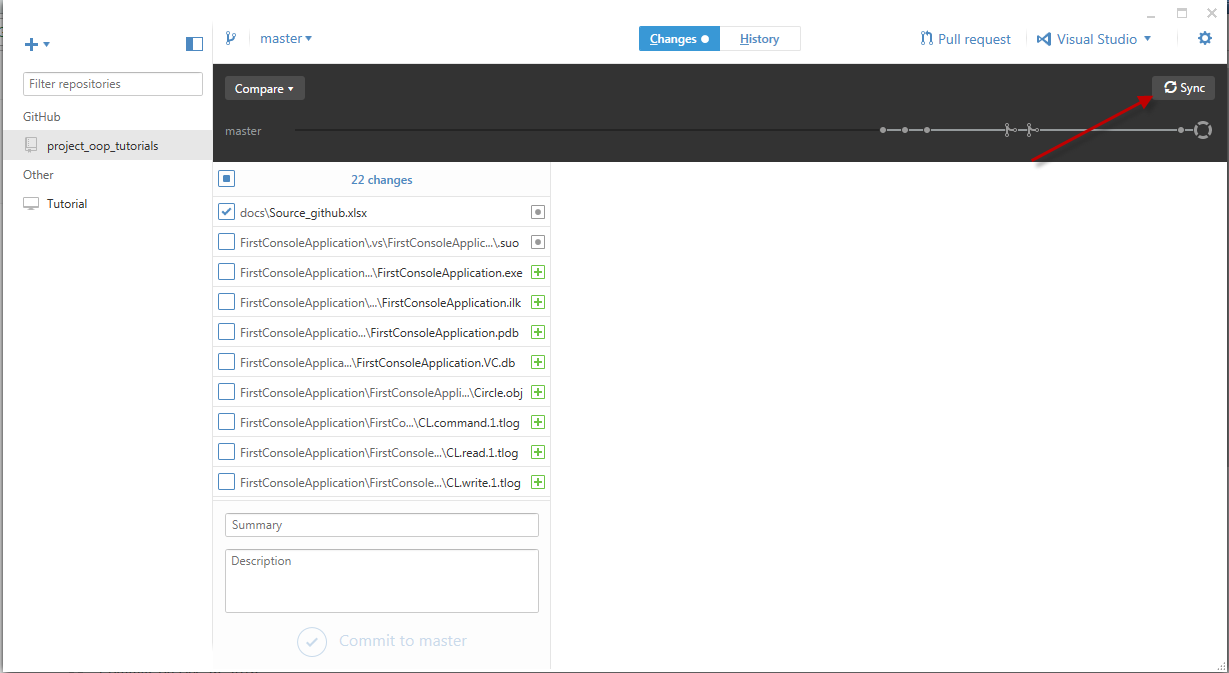 master
Changes
History
Pull request
Visual Studio
Filter repositories
GitHub
project_oop_tutorials
Other
Tutorial
Compare
Sync
master
22 changes
docs\Source_github.xlsx
FirstConsoleApplication\.vs\FirstConsoleApplic...\.suo
FirstConsoleApplication...\FirstConsoleApplication.exe
FirstConsoleApplication\...\FirstConsoleApplication.ilk
FirstConsoleApplicatio...\FirstConsoleApplication.pdb
FirstConsoleApplica...\FirstConsoleApplication.VC.db
FirstConsoleApplication\FirstConsoleAppli...\Circle.obj
FirstConsoleApplication\FirstCo...\CL.command.1.tlog
FirstConsoleApplication\FirstConsole...\CL.read.1.tlog
FirstConsoleApplication\FirstConsole...\CL.write.1.tlog
Summary
Description
Commit to master